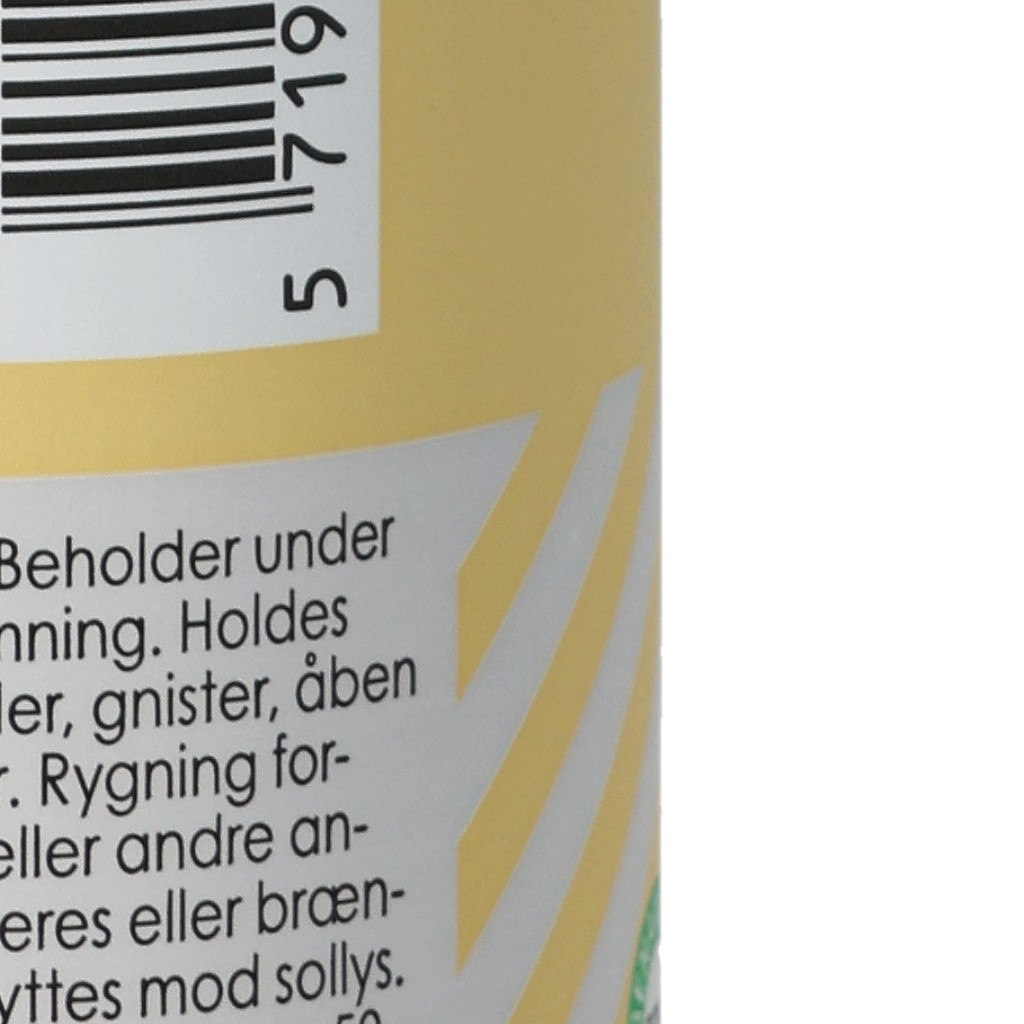 5 719
Beholder under
nning. Holdes
ler, gnister, åben
r. Rygning for-
eller andre an-
eres eller bræn-
yttes mod sollys.
50